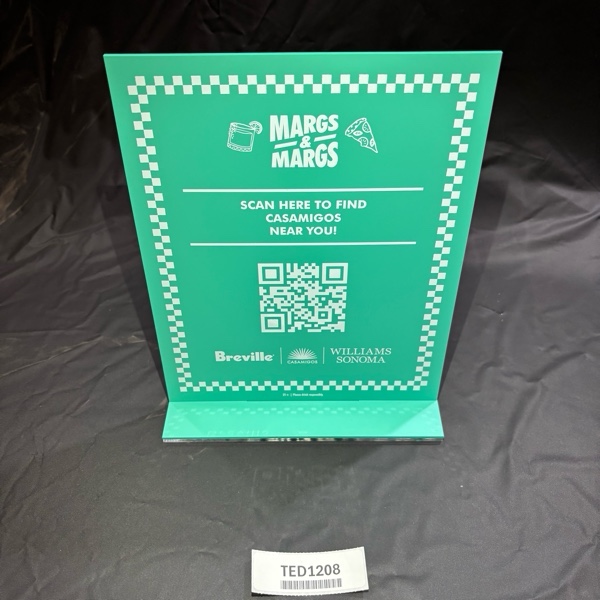 MARGS
&
MARGS
SCAN HERE TO FIND
CASAMIGOS
NEAR YOU!
Breville
CASAMIGOS
WILLIAMS
SONOMA
TED1208